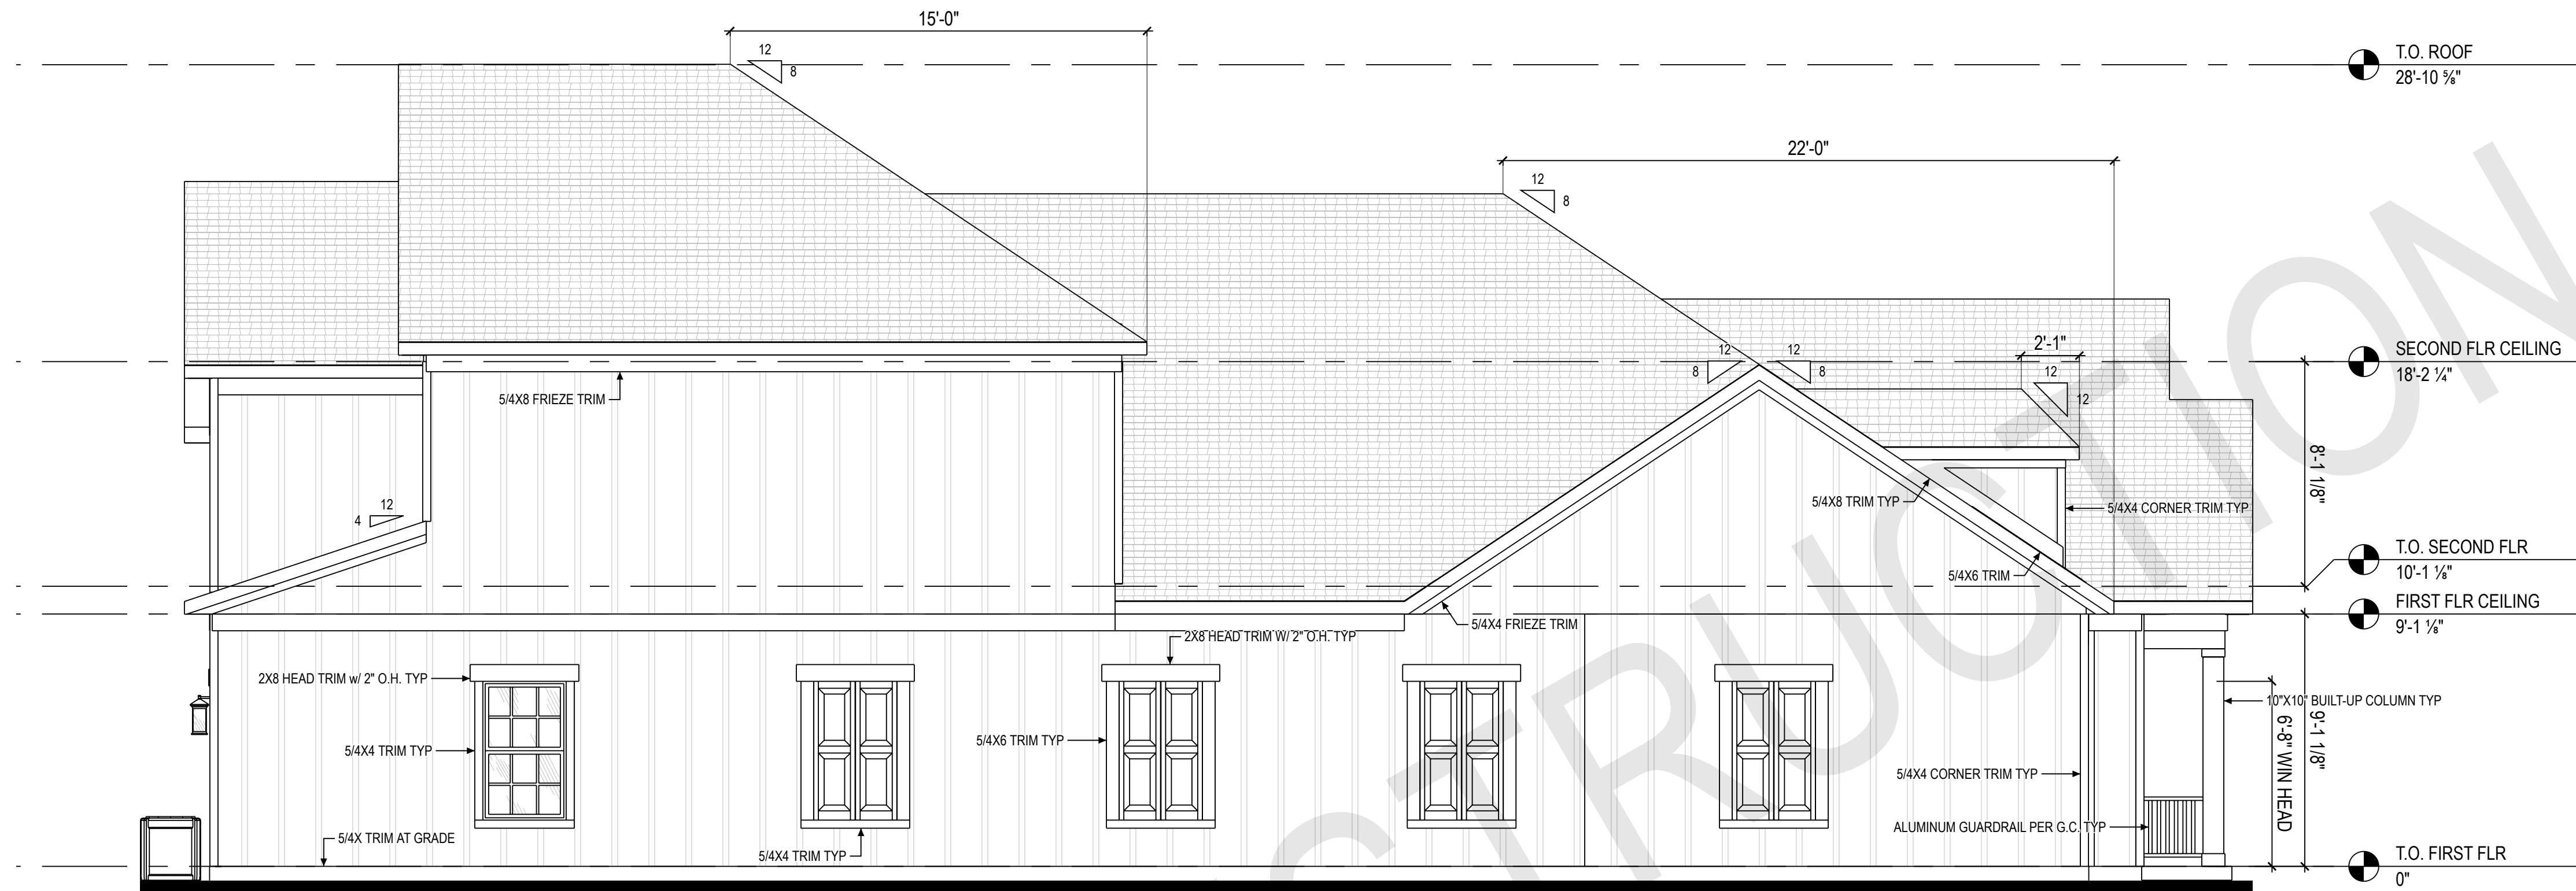 15'-0"
12
8
T.O. ROOF
28'-10 ⅝"
22'-0"
12
8
2'-1"
12
12
8
8
12
12
SECOND FLR CEILING
18'-2 ¼"
5/4X8 FRIEZE TRIM
8'-1 1/8"
5/4X8 TRIM TYP
5/4X4 CORNER TRIM TYP
12
4
T.O. SECOND FLR
10'-1 ⅛"
5/4X6 TRIM
FIRST FLR CEILING
9'-1 ⅛"
5/4X4 FRIEZE TRIM
2X8 HEAD TRIM W/ 2" O.H. TYP
2X8 HEAD TRIM w/ 2" O.H. TYP
10"X10" BUILT-UP COLUMN TYP
5/4X4 TRIM TYP
5/4X6 TRIM TYP
6'-8" WIN HEAD
9'-1 1/8"
5/4X4 CORNER TRIM TYP
ALUMINUM GUARDRAIL PER G.C. TYP
5/4X TRIM AT GRADE
5/4X4 TRIM TYP
T.O. FIRST FLR
0"
STRUCTION